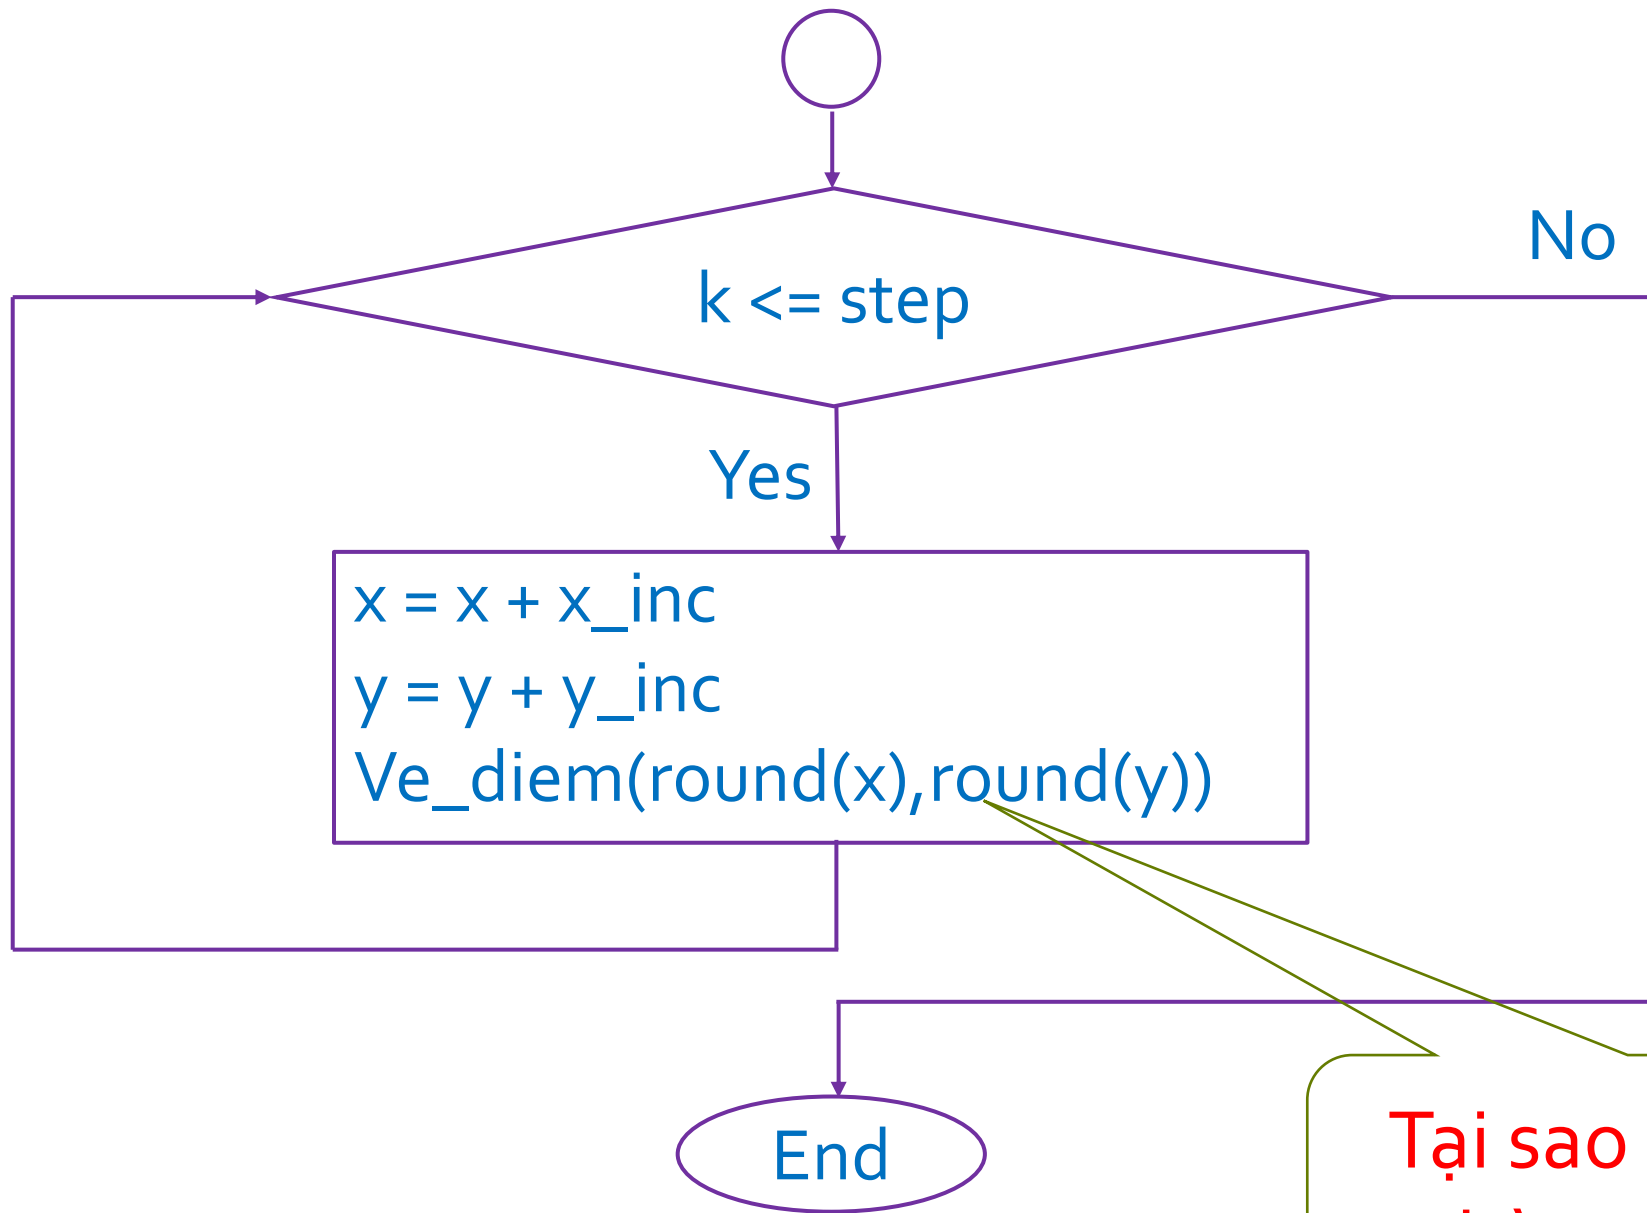 No
k <= step
Yes
x = x + x_inc
y = y + y_inc
Ve_diem(round(x),round(y))
End
Tại sao